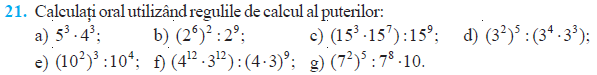 21. Calculați oral utilizând regulile de calcul al puterilor:
a) 5³ · 4³; b) (2⁶)² : 2⁹; c) (15³ · 15⁷) : 15⁹; d) (3²)⁵ : (3⁴ · 3³);
e) (10²)³ : 10⁴; f) (4¹² · 3¹²) : (4 · 3)⁹; g) (7²)⁵ : 7⁸ · 10.